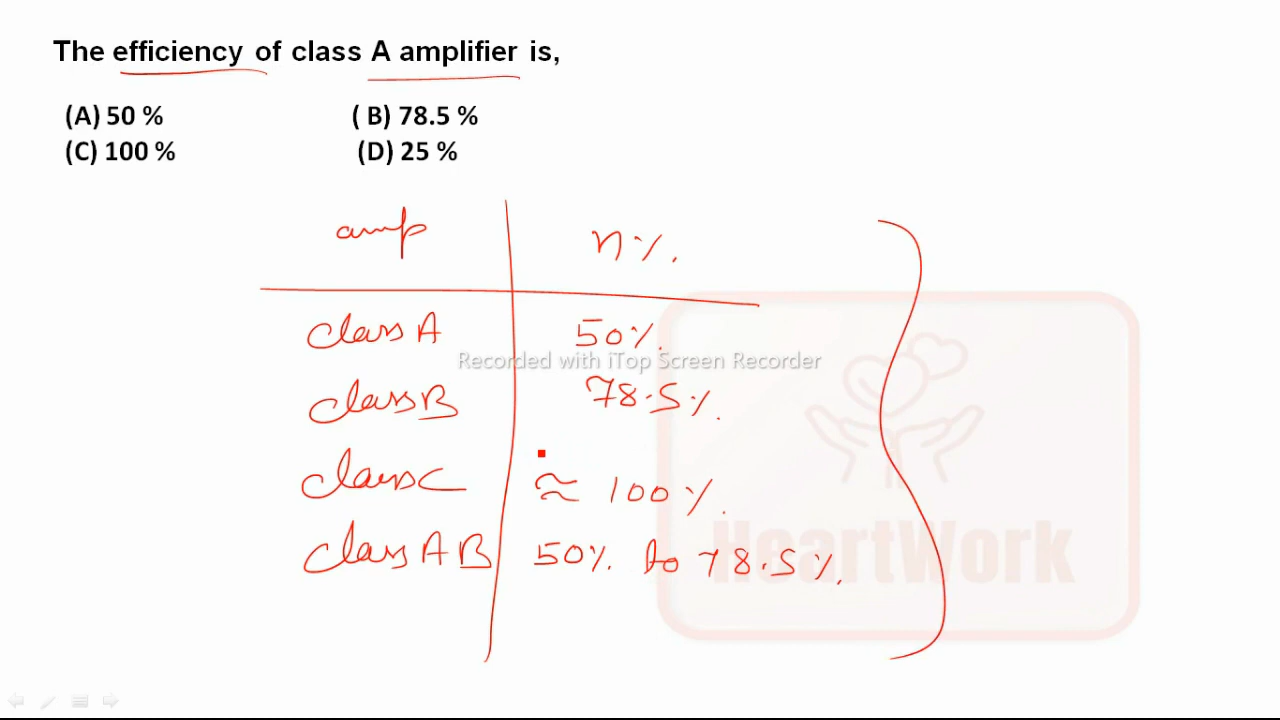 The efficiency of class A amplifier is,
(A) 50 % ( B) 78.5 %
(C) 100 % (D) 25 %
amp η%.
class A 50%.
Recorded with iTop Screen Recorder
class B 78.5%.
class C ≈ 100%.
class AB 50% to 78.5%.
HeartWork